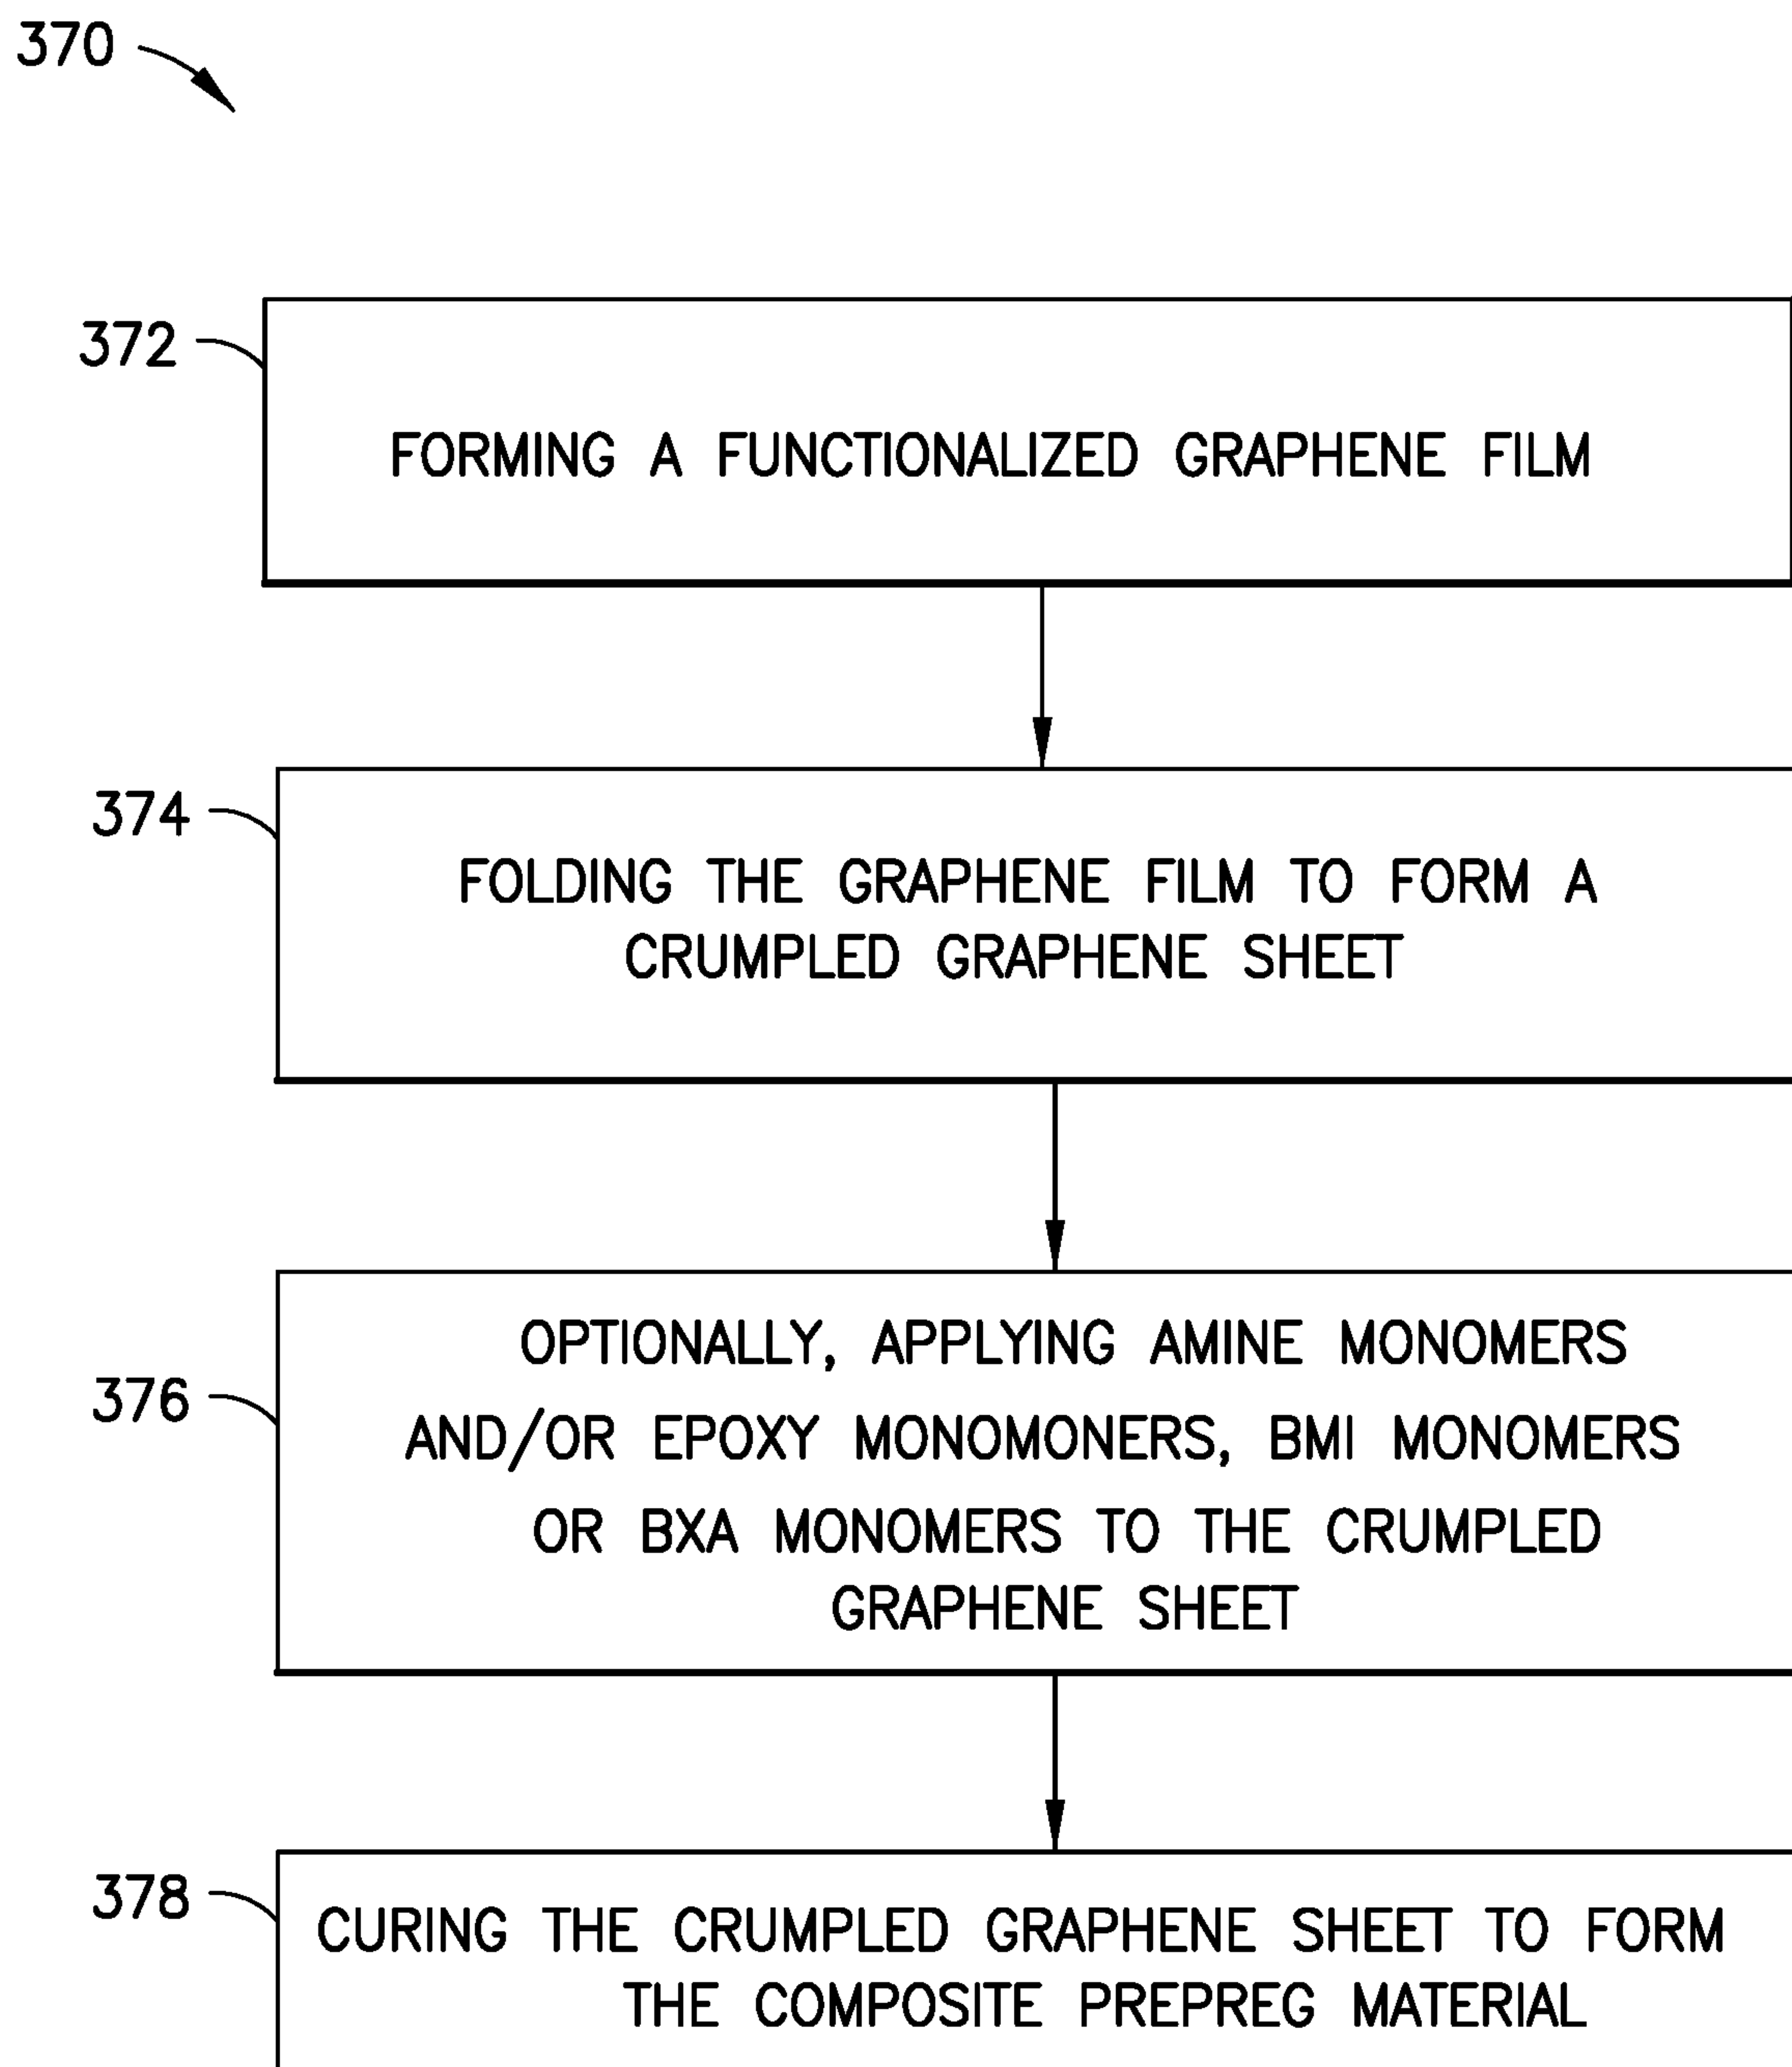 370
372
FORMING A FUNCTIONALIZED GRAPHENE FILM
374
FOLDING THE GRAPHENE FILM TO FORM A
CRUMPLED GRAPHENE SHEET
376
OPTIONALLY, APPLYING AMINE MONOMERS
AND/OR EPOXY MONOMONERS, BMI MONOMERS
OR BXA MONOMERS TO THE CRUMPLED
GRAPHENE SHEET
378
CURING THE CRUMPLED GRAPHENE SHEET TO FORM
THE COMPOSITE PREPREG MATERIAL